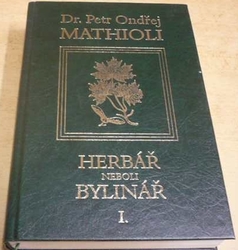 Dr. Petr Ondřej
MATHIOLI
HERBÁŘ
NEBOLI
BYLINÁŘ
I.